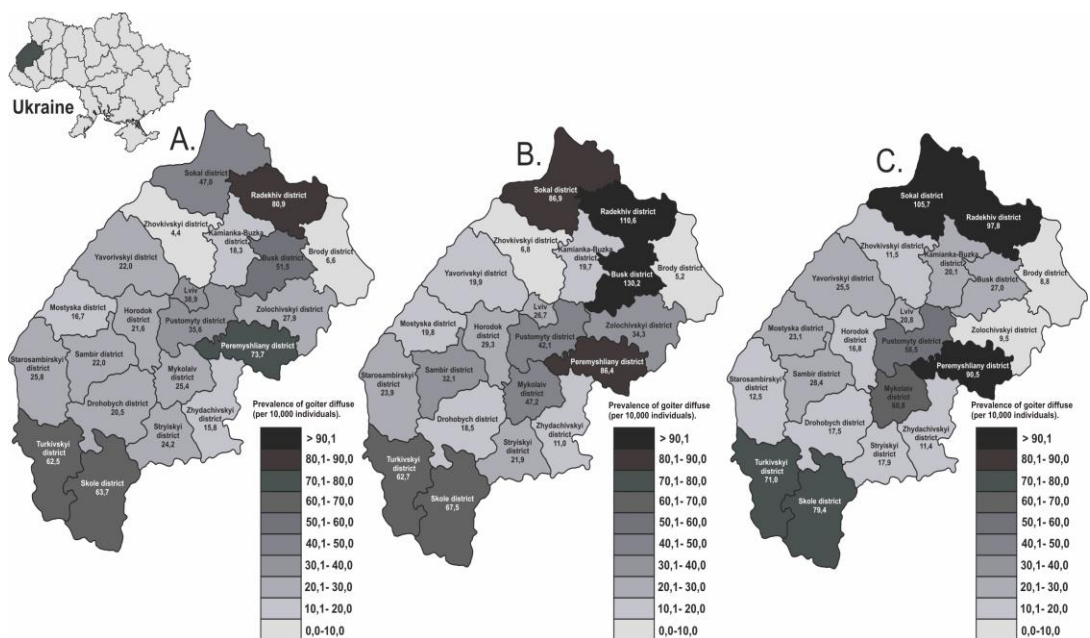 Ukraine
A.
Sokal district
47,0
Radekhiv district
80,9
Zhovkivskyi district
4,4
Kamianka-Buzka
district
18,3
Brody district
6,6
Busk district
51,5
Yavorivskyi district
22,0
Lviv
38,9
Mostyska district
16,7
Horodok
district
21,6
Pustomyty district
35,6
Zolochivskyi district
27,9
Peremyshliany district
73,7
Starosambirskyi
district
25,8
Sambir district
22,0
Mykolaiv
district
25,4
Drohobych district
20,5
Zhydachivskyi
district
15,8
Stryiskyi
district
24,2
Turkivskyi
district
62,5
Skole district
63,7
Prevalence of goiter diffuse
(per 10,000 individuals).
> 90,1
80,1- 90,0
70,1- 80,0
60,1- 70,0
50,1- 60,0
40,1- 50,0
30,1- 40,0
20,1- 30,0
10,1- 20,0
0,0-10,0
B.
Sokal district
86,9
Radekhiv district
110,6
Zhovkivskyi district
6,8
Kamianka-Buzka
district
19,7
Brody district
5,2
Busk district
130,2
Yavorivskyi district
19,9
Lviv
26,7
Mostyska district
19,8
Horodok
district
29,3
Pustomyty district
42,1
Zolochivskyi district
34,3
Peremyshliany district
86,4
Starosambirskyi
district
23,9
Sambir district
32,1
Mykolaiv
district
47,2
Drohobych district
18,5
Zhydachivskyi
district
11,0
Stryiskyi
district
21,9
Turkivskyi
district
62,7
Skole district
67,5
Prevalence of goiter diffuse
(per 10,000 individuals).
> 90,1
80,1- 90,0
70,1- 80,0
60,1- 70,0
50,1- 60,0
40,1- 50,0
30,1- 40,0
20,1- 30,0
10,1- 20,0
0,0-10,0
C.
Sokal district
105,7
Radekhiv district
97,8
Zhovkivskyi district
11,5
Kamianka-Buzka
district
20,1
Brody district
8,8
Busk district
27,0
Yavorivskyi district
25,5
Lviv
20,8
Mostyska district
23,1
Horodok
district
16,8
Pustomyty district
Zolochivskyi district
9,5
Peremyshliany district
90,5
Starosambirskyi
district
12,5
Sambir district
28,4
Mykolaiv
district
Drohobych district
17,5
Zhydachivskyi
district
11,4
Stryiskyi
district
17,9
Turkivskyi
district
71,0
Skole district
79,4
Prevalence of goiter diffuse
(per 10,000 individuals).
> 90,1
80,1- 90,0
70,1- 80,0
60,1- 70,0
50,1- 60,0
40,1- 50,0
30,1- 40,0
20,1- 30,0
10,1- 20,0
0,0-10,0